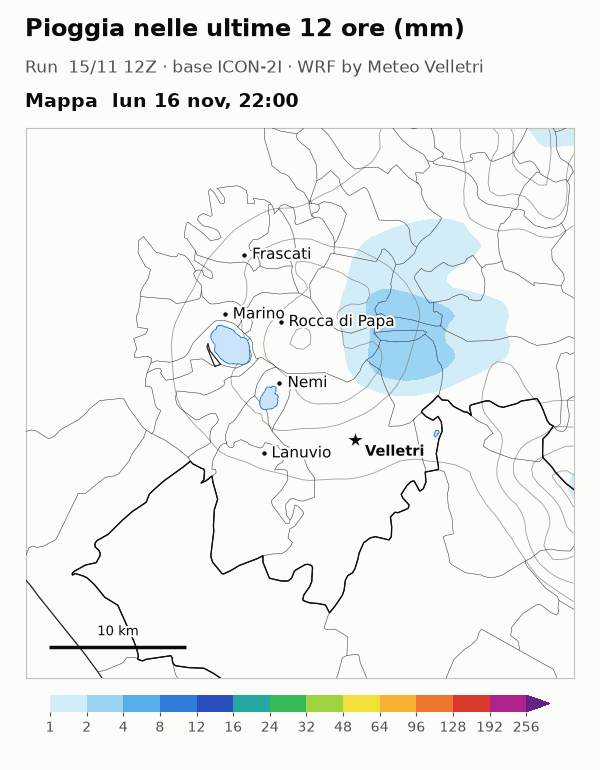 Pioggia nelle ultime 12 ore (mm)
Run  15/11 12Z · base ICON-2I · WRF by Meteo Velletri
Mappa  lun 16 nov, 22:00
Frascati
Marino
Rocca di Papa
Nemi
Velletri
Lanuvio
10 km
1 2 4 8 12 16 24 32 48 64 96 128 192 256